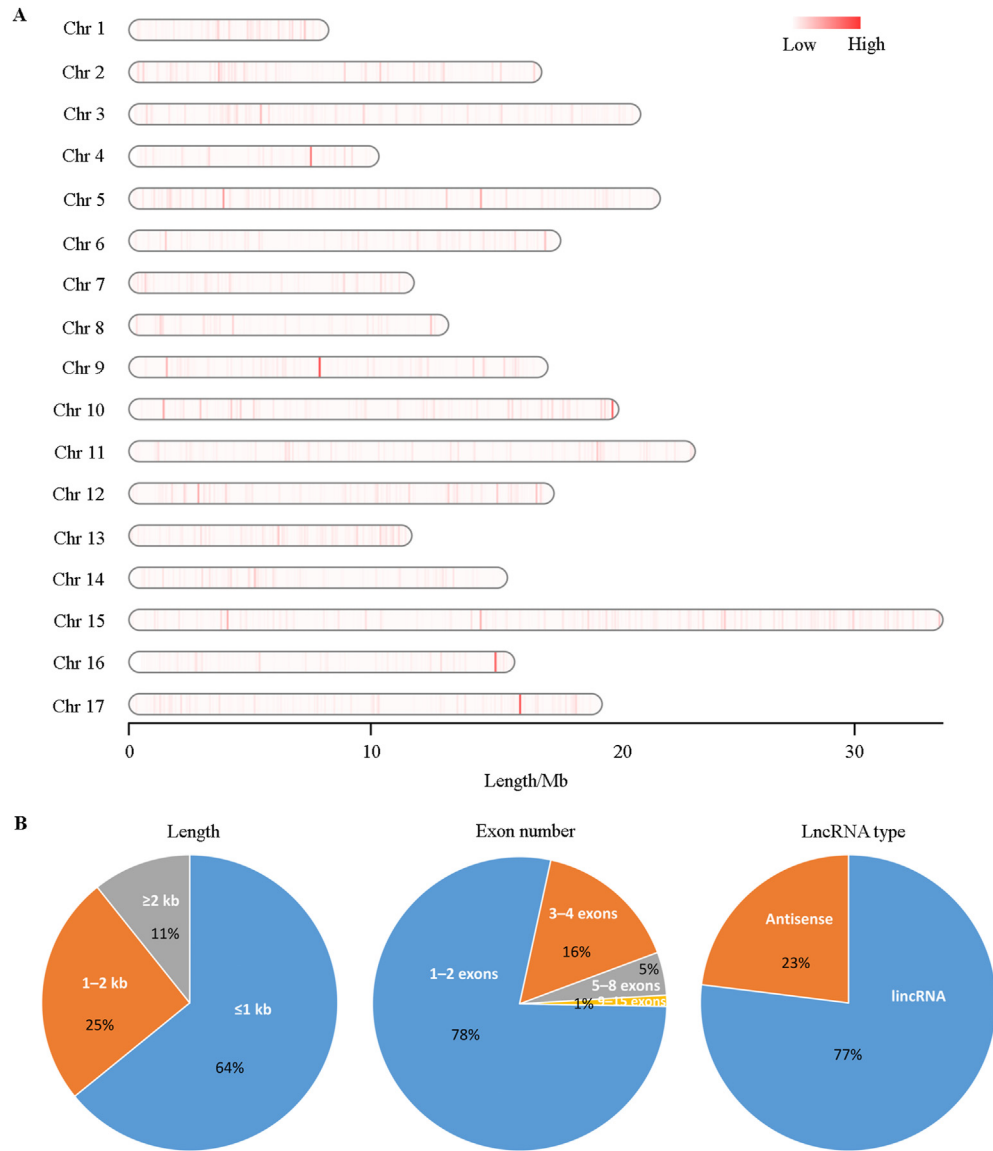 A
Low High
Chr 1
Chr 2
Chr 3
Chr 4
Chr 5
Chr 6
Chr 7
Chr 8
Chr 9
Chr 10
Chr 11
Chr 12
Chr 13
Chr 14
Chr 15
Chr 16
Chr 17
0 10 20 30
Length/Mb
B
Length
≥2 kb
11%
1–2 kb
25%
≤1 kb
64%
Exon number
3–4 exons
16%
5%
5–8 exons
1%
9–15 exons
1–2 exons
78%
LncRNA type
Antisense
23%
lincRNA
77%